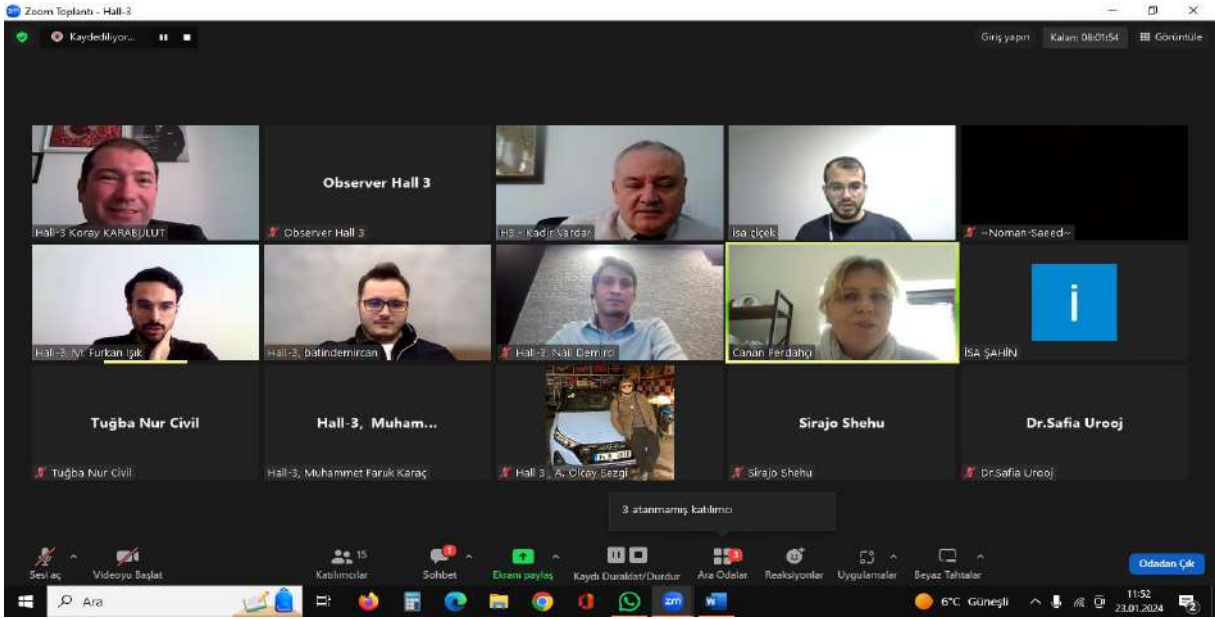 Zoom Toplantı - Hall-3
Kaydediliyor...
Giriş yapın
Kalan: 08:01:54
Görüntüle
Hall-3 Koray KARABULUT
Observer Hall 3
Observer Hall 3
H3 - Kadir Vardar
isa çiçek
~Noman-Saeed~
Hall-3, M. Furkan Işık
Hall-3, batindemircan
Hall-3, Nail Demiro
Canan Ferdahçı
i
İSA ŞAHİN
Tuğba Nur Civil
Tuğba Nur Civil
Hall-3, Muham...
Hall-3, Muhammet Faruk Karaç
Hall 3_ A. Olcay Sezgi
Sirajo Shehu
Sirajo Shehu
Dr.Safia Urooj
Dr.Safia Urooj
3 atanmamış katılımcı
Sesi aç
Videoyu Başlat
15
Katılımcılar
1
Sohbet
Ekranı paylaş
Kaydı Duraklat/Durdur
3
Ara Odalar
Reaksiyonlar
Uygulamalar
Beyaz Tahtalar
Odadan Çık
Ara
zm
6°C Güneşli
11:52
23.01.2024
2